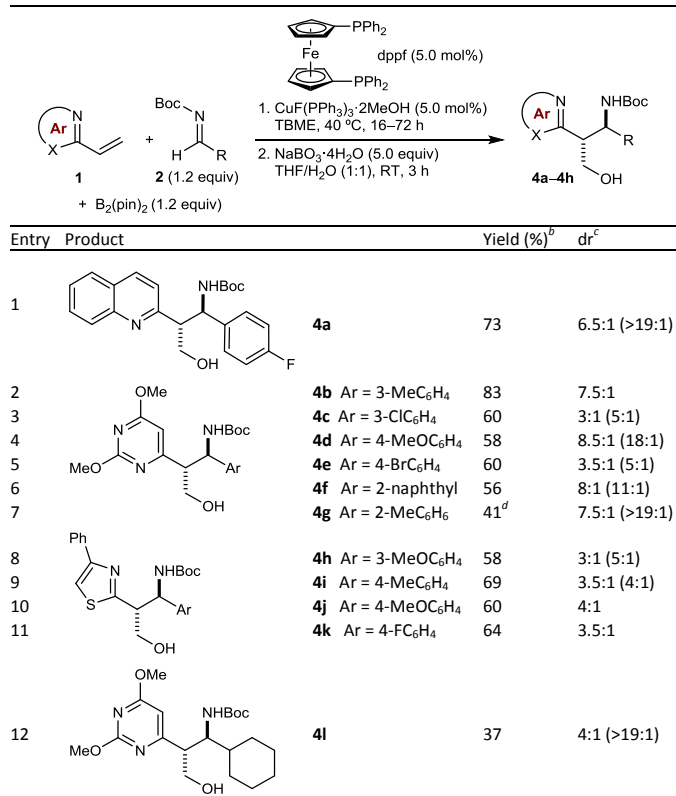 PPh₂
Fe
dppf (5.0 mol%)
PPh₂
Boc
N
Ar
N
X
+
H
R
1. CuF(PPh₃)₃·2MeOH (5.0 mol%)
TBME, 40 ºC, 16–72 h
2. NaBO₃·4H₂O (5.0 equiv)
THF/H₂O (1:1), RT, 3 h
Ar
N
X
NHBoc
R
OH
1
2 (1.2 equiv)
4a–4h
+ B₂(pin)₂ (1.2 equiv)
Entry Product Yield (%)ᵇ drᶜ
1 4a 73 6.5:1 (>19:1)
NHBoc
N
OH
F
2 4b Ar = 3-MeC₆H₄ 83 7.5:1
3 4c Ar = 3-ClC₆H₄ 60 3:1 (5:1)
4 4d Ar = 4-MeOC₆H₄ 58 8.5:1 (18:1)
5 4e Ar = 4-BrC₆H₄ 60 3.5:1 (5:1)
6 4f Ar = 2-naphthyl 56 8:1 (11:1)
7 4g Ar = 2-MeC₆H₆ 41ᵈ 7.5:1 (>19:1)
OMe
N
NHBoc
MeO
N
Ar
OH
8 4h Ar = 3-MeOC₆H₄ 58 3:1 (5:1)
9 4i Ar = 4-MeC₆H₄ 69 3.5:1 (4:1)
10 4j Ar = 4-MeOC₆H₄ 60 4:1
11 4k Ar = 4-FC₆H₄ 64 3.5:1
Ph
N
NHBoc
S
Ar
OH
12 4l 37 4:1 (>19:1)
OMe
N
NHBoc
MeO
N
OH